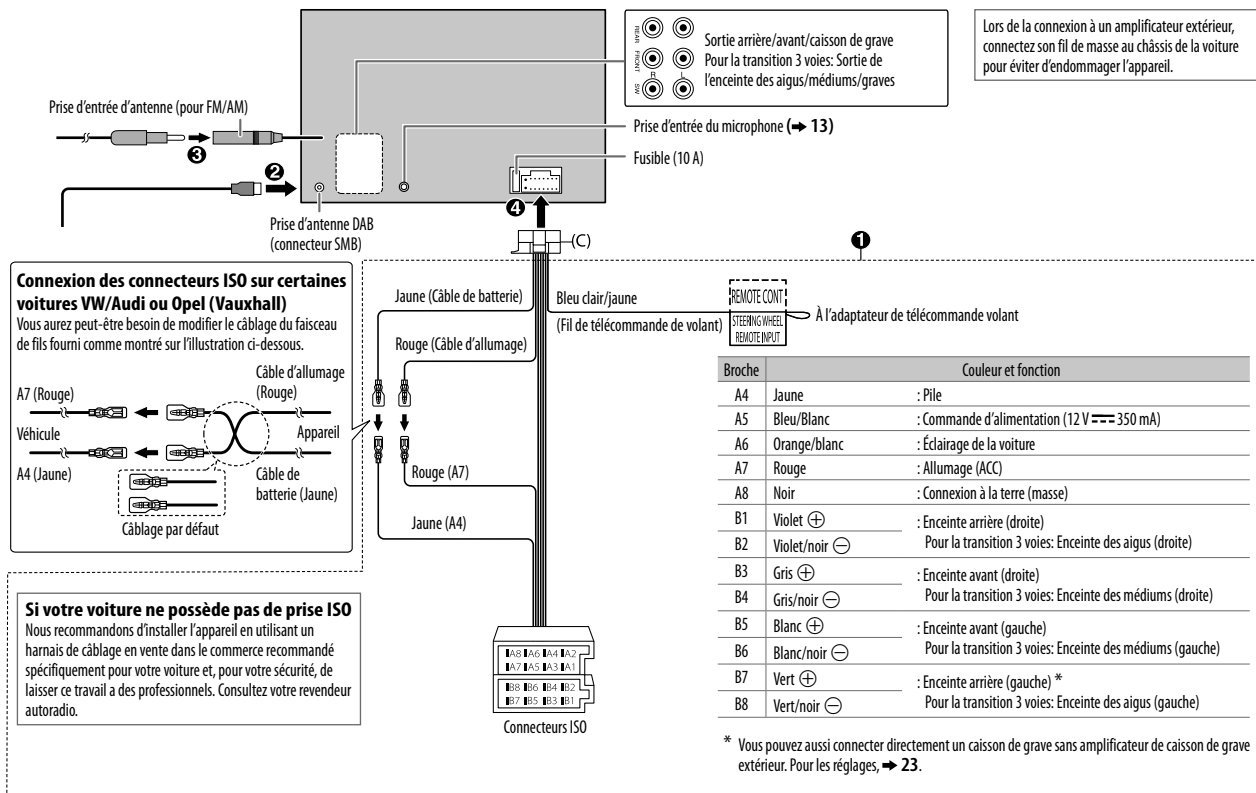 REAR
FRONT
SW
R
L
Sortie arrière/avant/caisson de grave
Pour la transition 3 voies: Sortie de
l'enceinte des aigus/médiums/graves
Lors de la connexion à un amplificateur extérieur,
connectez son fil de masse au châssis de la voiture
pour éviter d'endommager l'appareil.
Prise d'entrée d'antenne (pour FM/AM)
Prise d'entrée du microphone (➜ 13)
Fusible (10 A)
3
2
4
Prise d'antenne DAB
(connecteur SMB)
(C)
1
Connexion des connecteurs ISO sur certaines
voitures VW/Audi ou Opel (Vauxhall)
Vous aurez peut-être besoin de modifier le câblage du faisceau
de fils fourni comme montré sur l'illustration ci-dessous.
A7 (Rouge)
Câble d'allumage
(Rouge)
Véhicule
Appareil
A4 (Jaune)
Câble de
batterie (Jaune)
Câblage par défaut
Jaune (Câble de batterie)
Rouge (Câble d'allumage)
Rouge (A7)
Jaune (A4)
Bleu clair/jaune
(Fil de télécommande de volant)
REMOTE CONT
STEERING WHEEL
REMOTE INPUT
À l'adaptateur de télécommande volant
Si votre voiture ne possède pas de prise ISO
Nous recommandons d'installer l'appareil en utilisant un
harnais de câblage en vente dans le commerce recommandé
spécifiquement pour votre voiture et, pour votre sécurité, de
laisser ce travail a des professionnels. Consultez votre revendeur
autoradio.
A8 A6 A4 A2
A7 A5 A3 A1
B8 B6 B4 B2
B7 B5 B3 B1
Connecteurs ISO
Broche Couleur et fonction
A4 Jaune : Pile
A5 Bleu/Blanc : Commande d'alimentation (12 V ⎓ 350 mA)
A6 Orange/blanc : Éclairage de la voiture
A7 Rouge : Allumage (ACC)
A8 Noir : Connexion à la terre (masse)
B1 Violet ⊕ : Enceinte arrière (droite)
B2 Violet/noir ⊖ Pour la transition 3 voies: Enceinte des aigus (droite)
B3 Gris ⊕ : Enceinte avant (droite)
B4 Gris/noir ⊖ Pour la transition 3 voies: Enceinte des médiums (droite)
B5 Blanc ⊕ : Enceinte avant (gauche)
B6 Blanc/noir ⊖ Pour la transition 3 voies: Enceinte des médiums (gauche)
B7 Vert ⊕ : Enceinte arrière (gauche) *
B8 Vert/noir ⊖ Pour la transition 3 voies: Enceinte des aigus (gauche)
* Vous pouvez aussi connecter directement un caisson de grave sans amplificateur de caisson de grave
extérieur. Pour les réglages, ➜ 23.